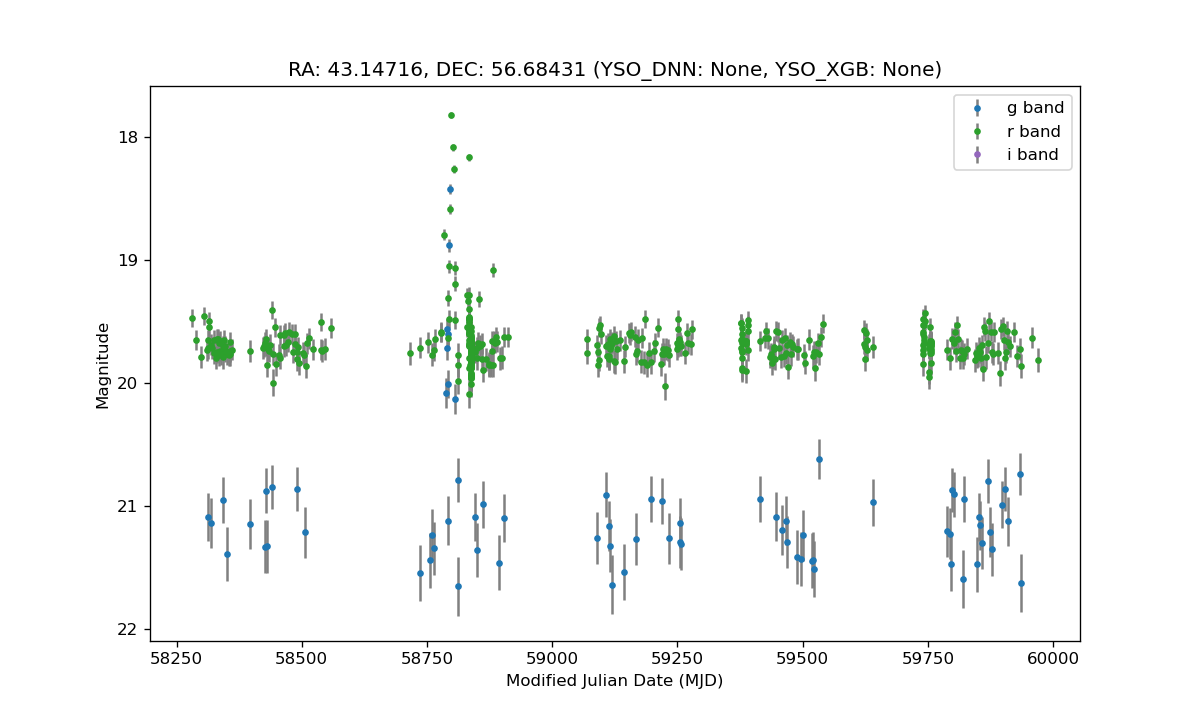 RA: 43.14716, DEC: 56.68431 (YSO_DNN: None, YSO_XGB: None)
g band
r band
i band
18
19
20
21
22
Magnitude
58250 58500 58750 59000 59250 59500 59750 60000
Modified Julian Date (MJD)